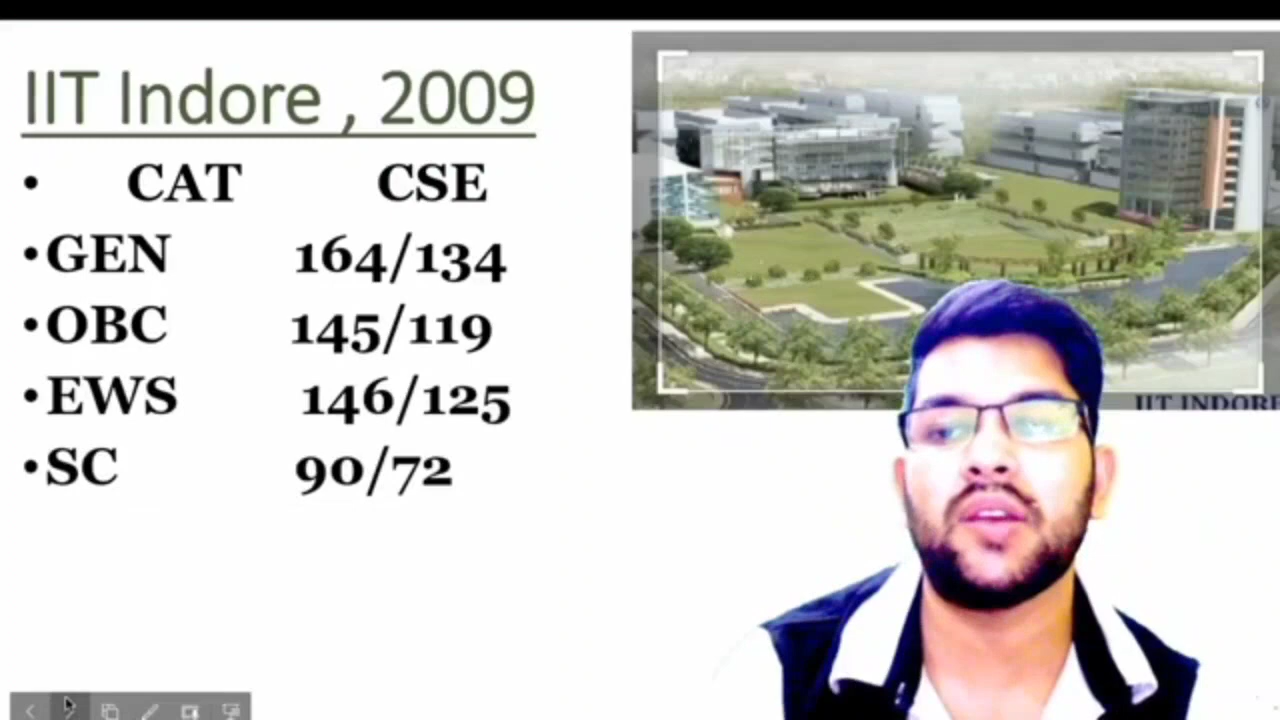 IIT Indore , 2009
• CAT CSE
• GEN 164/134
• OBC 145/119
• EWS 146/125
• SC 90/72
IIT INDORE